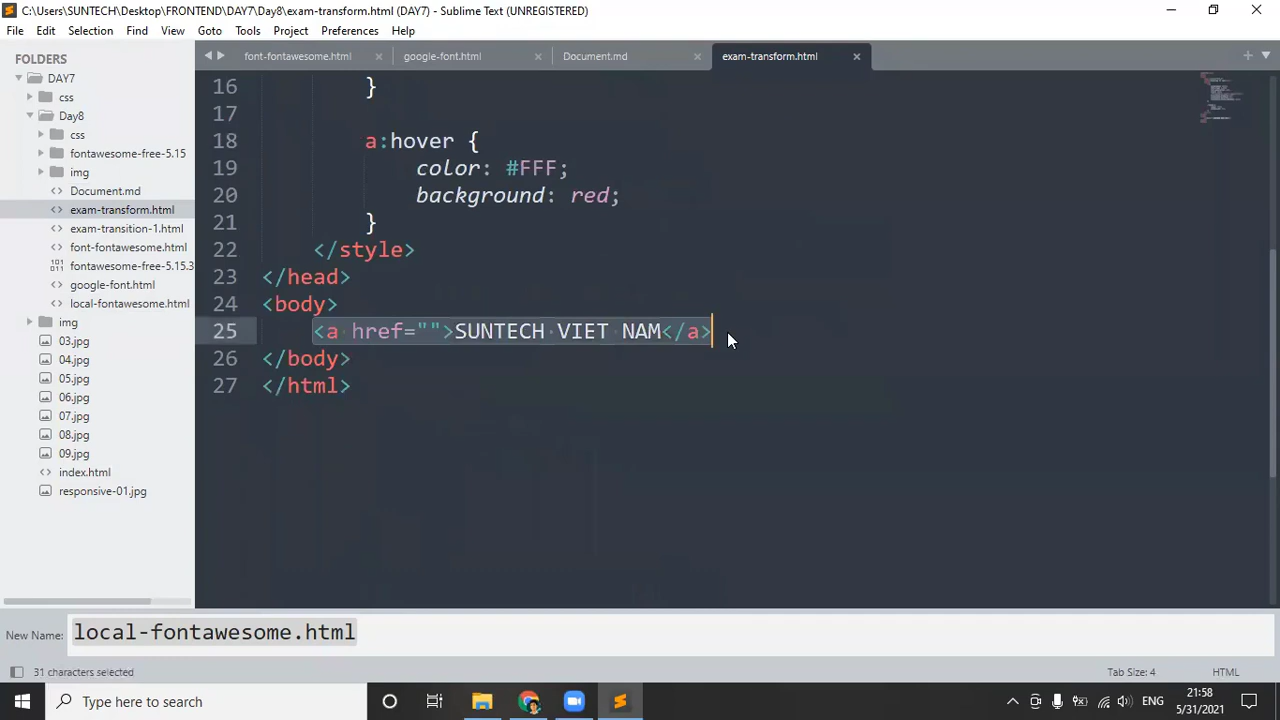 C:\Users\SUNTECH\Desktop\FRONTEND\DAY7\Day8\exam-transform.html (DAY7) - Sublime Text (UNREGISTERED)
File Edit Selection Find View Goto Tools Project Preferences Help
FOLDERS
DAY7
css
Day8
css
fontawesome-free-5.15
img
Document.md
exam-transform.html
exam-transition-1.html
font-fontawesome.html
fontawesome-free-5.15.3
google-font.html
local-fontawesome.html
img
03.jpg
04.jpg
05.jpg
06.jpg
07.jpg
08.jpg
09.jpg
index.html
responsive-01.jpg
font-fontawesome.html google-font.html Document.md exam-transform.html
16 }
17
18 a:hover {
19 color: #FFF;
20 background: red;
21 }
22 </style>
23 </head>
24 <body>
25 <a href="">SUNTECH VIET NAM</a>
26 </body>
27 </html>
New Name: local-fontawesome.html
31 characters selected Tab Size: 4 HTML
Type here to search
ENG
21:58
5/31/2021